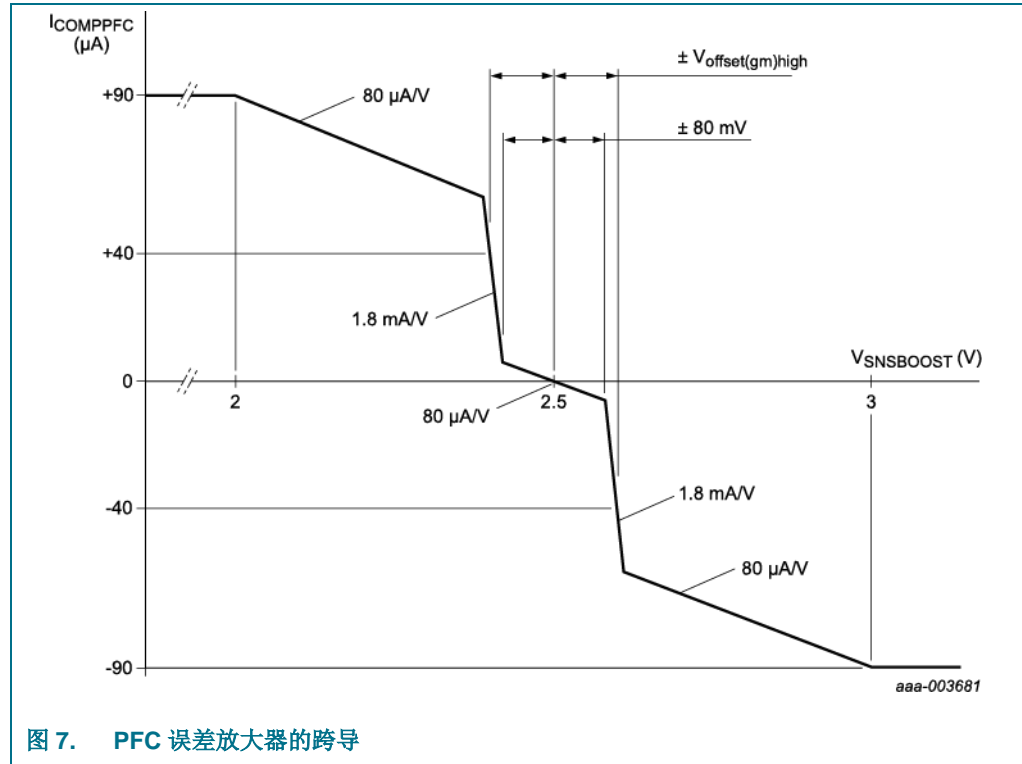 ICOMPPFC
(μA)
± Voffset(gm)high
+90
80 μA/V
± 80 mV
+40
1.8 mA/V
VSNSBOOST (V)
0
2
2.5
3
80 μA/V
1.8 mA/V
-40
80 μA/V
-90
aaa-003681
图 7. PFC 误差放大器的跨导